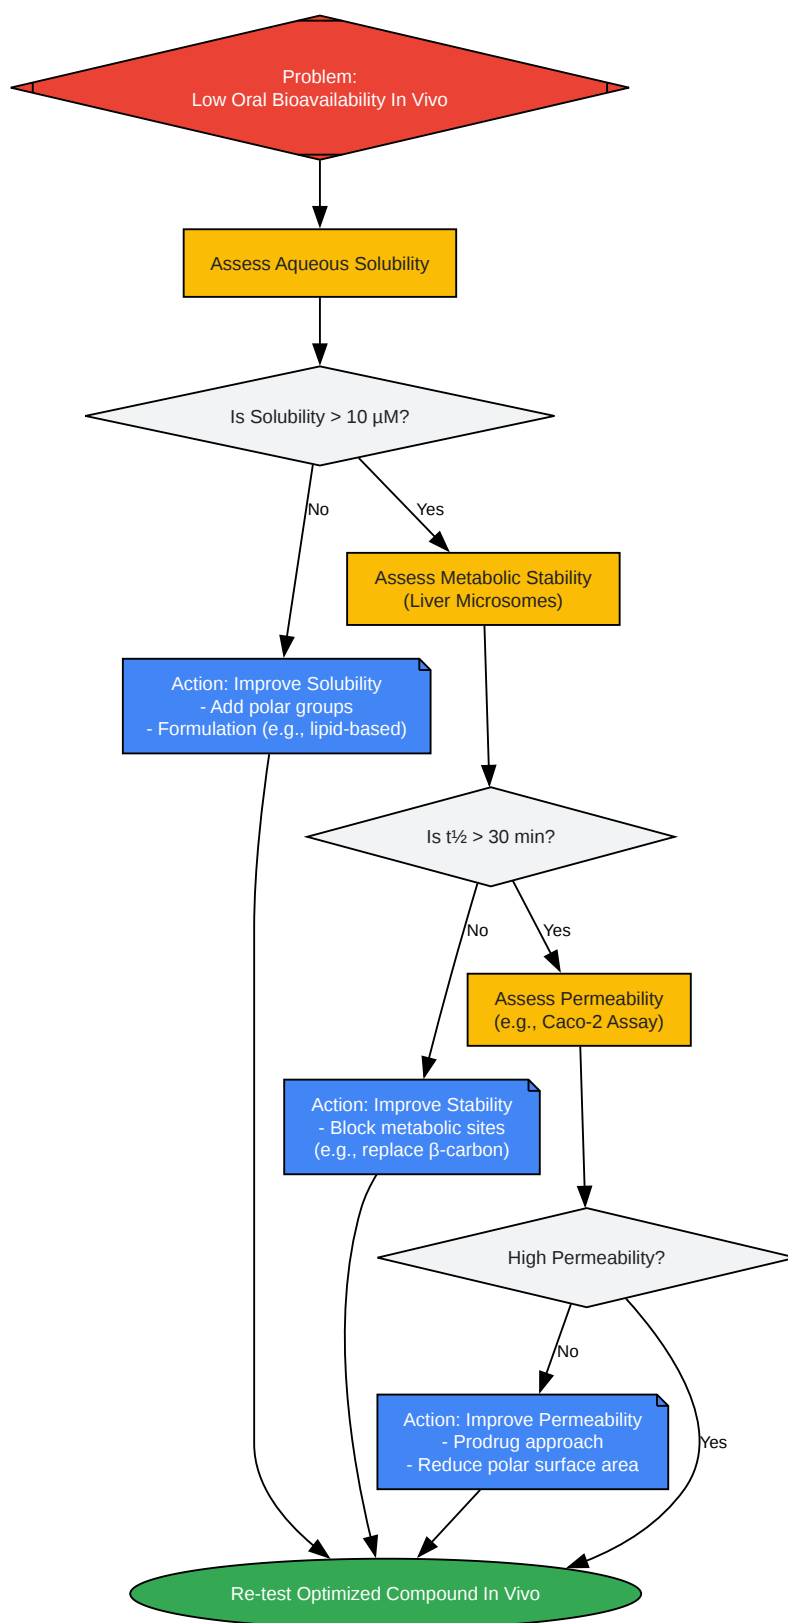 Problem:
Low Oral Bioavailability In Vivo
Assess Aqueous Solubility
Is Solubility > 10 µM?
No
Yes
Assess Metabolic Stability
(Liver Microsomes)
Action: Improve Solubility
- Add polar groups
- Formulation (e.g., lipid-based)
Is t½ > 30 min?
No
Yes
Assess Permeability
(e.g., Caco-2 Assay)
Action: Improve Stability
- Block metabolic sites
(e.g., replace β-carbon)
High Permeability?
No
Action: Improve Permeability
- Prodrug approach
- Reduce polar surface area
Yes
Re-test Optimized Compound In Vivo